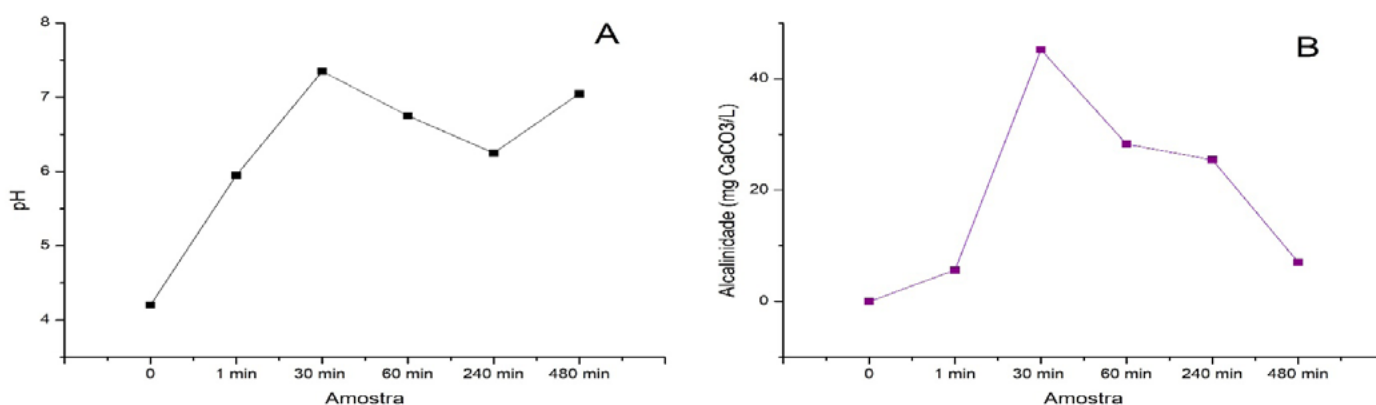 A
8
7
6
5
4
pH
0 1 min 30 min 60 min 240 min 480 min
Amostra
B
40
20
0
Alcalinidade (mg CaCO3/L)
0 1 min 30 min 60 min 240 min 480 min
Amostra